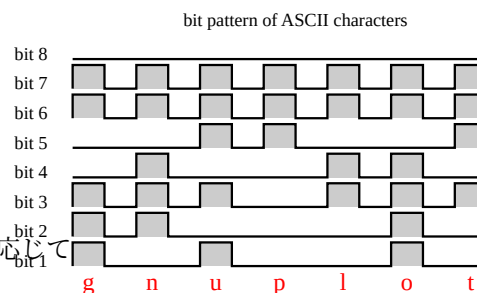 bit pattern of ASCII characters
bit 8
bit 7
bit 6
bit 5
bit 4
bit 3
bit 2
応じて
bit 1
g n u p l o t